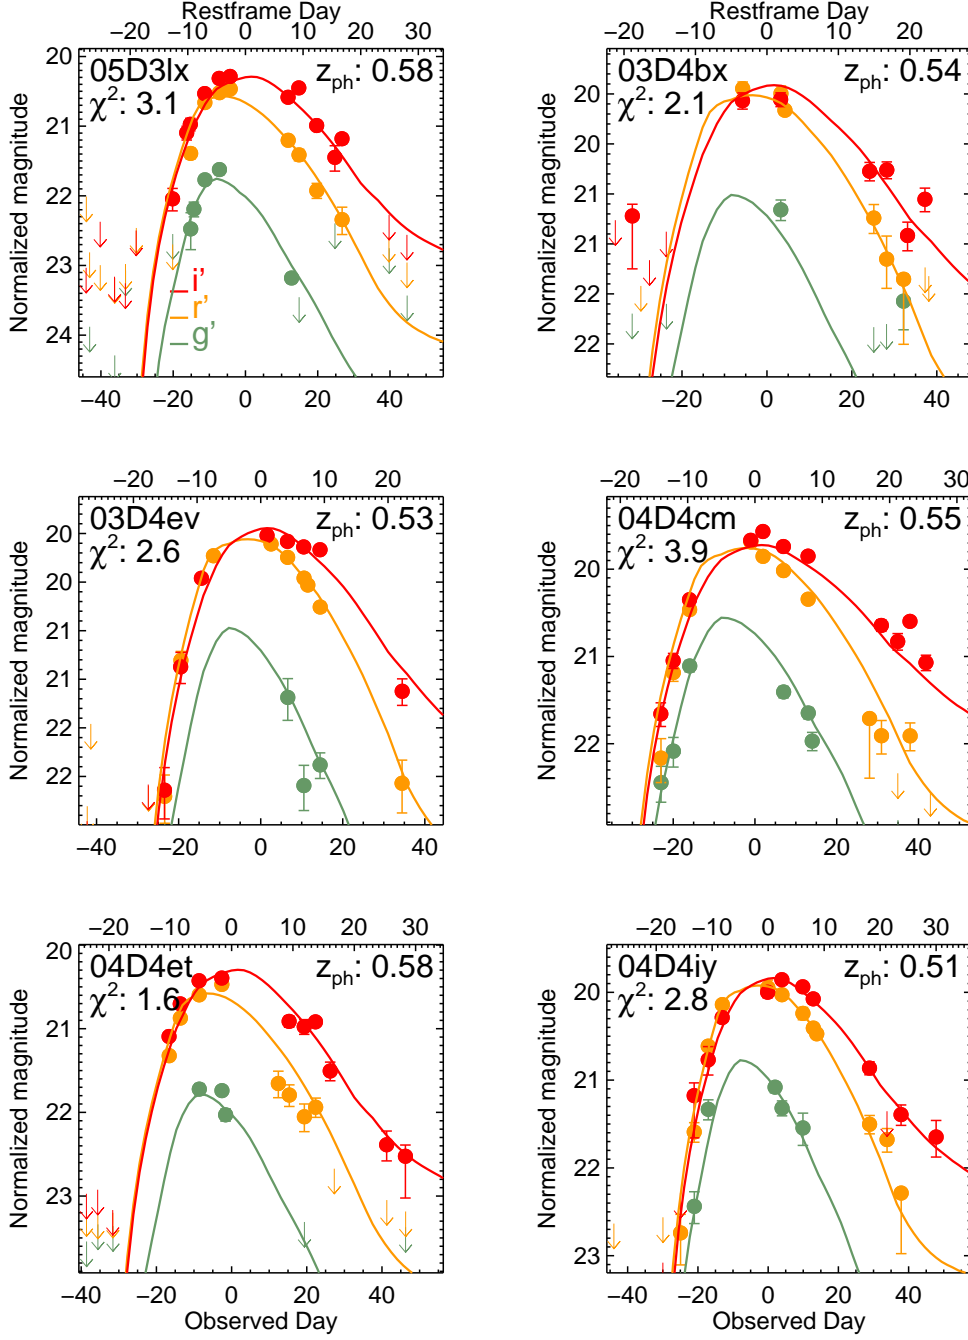 Restframe Day
Restframe Day
−20 −10 0 10 20 30
−20 −10 0 10 20
05D3lx
z_ph: 0.58
χ²: 3.1
Normalized magnitude
20
21
22
23
24
i’
r’
g’
−40 −20 0 20 40
03D4bx
z_ph: 0.54
χ²: 2.1
Normalized magnitude
20
20
21
21
22
22
−20 0 20 40
−20 −10 0 10 20
03D4ev
z_ph: 0.53
χ²: 2.6
Normalized magnitude
20
20
21
21
22
22
−40 −20 0 20 40
−20 −10 0 10 20 30
04D4cm
z_ph: 0.55
χ²: 3.9
Normalized magnitude
20
21
22
−20 0 20 40
−20 −10 0 10 20 30
04D4et
z_ph: 0.58
χ²: 1.6
Normalized magnitude
20
21
22
23
−40 −20 0 20 40
Observed Day
−20 −10 0 10 20 30
04D4iy
z_ph: 0.51
χ²: 2.8
Normalized magnitude
20
21
22
23
−40 −20 0 20 40
Observed Day